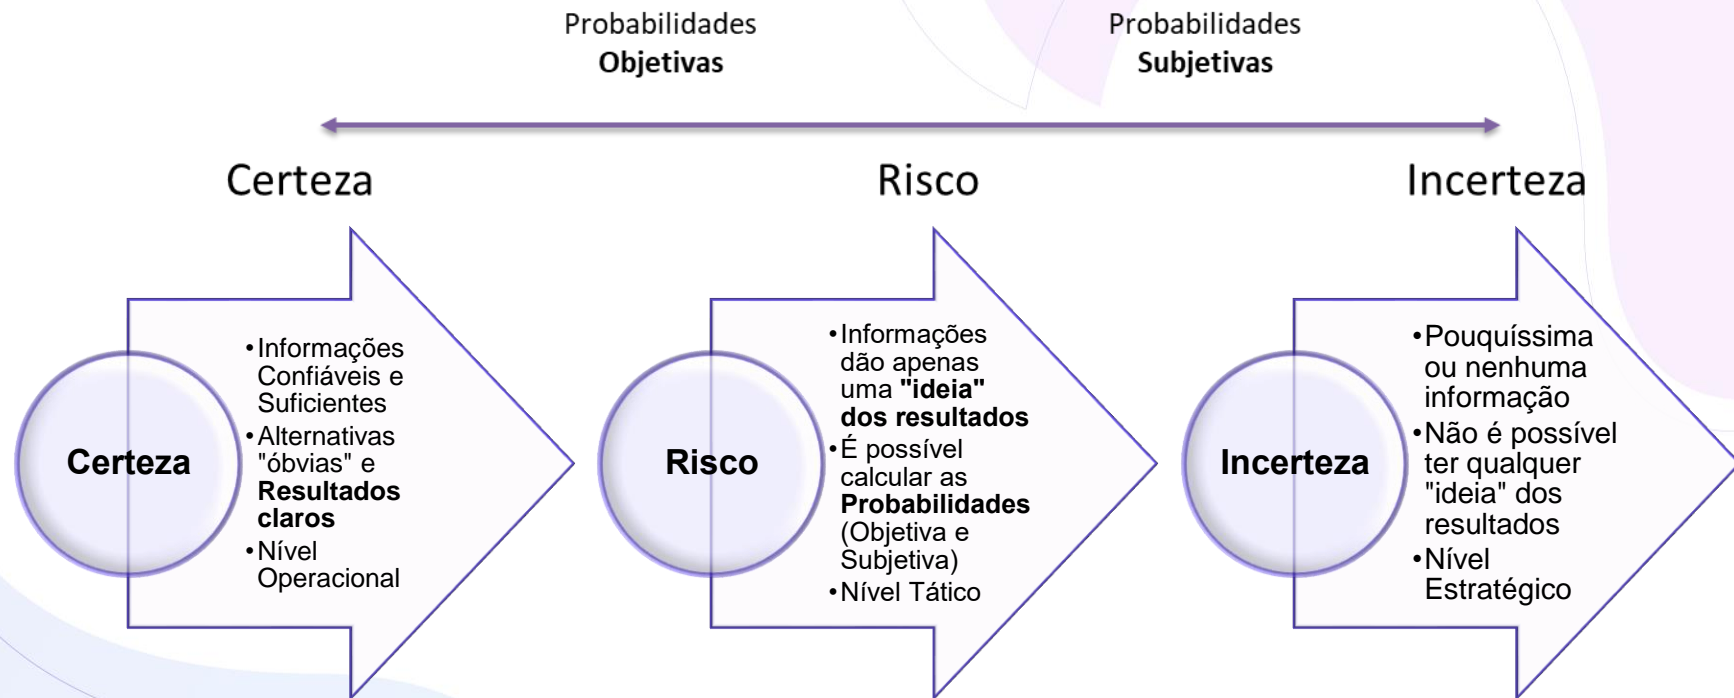 Probabilidades
Objetivas
Probabilidades
Subjetivas
Certeza
Risco
Incerteza
Certeza
•Informações
Confiáveis e
Suficientes
•Alternativas
"óbvias" e
Resultados
claros
•Nível
Operacional
Risco
•Informações
dão apenas
uma "ideia"
dos resultados
•É possível
calcular as
Probabilidades
(Objetiva e
Subjetiva)
•Nível Tático
Incerteza
•Pouquíssima
ou nenhuma
informação
•Não é possível
ter qualquer
"ideia" dos
resultados
•Nível
Estratégico